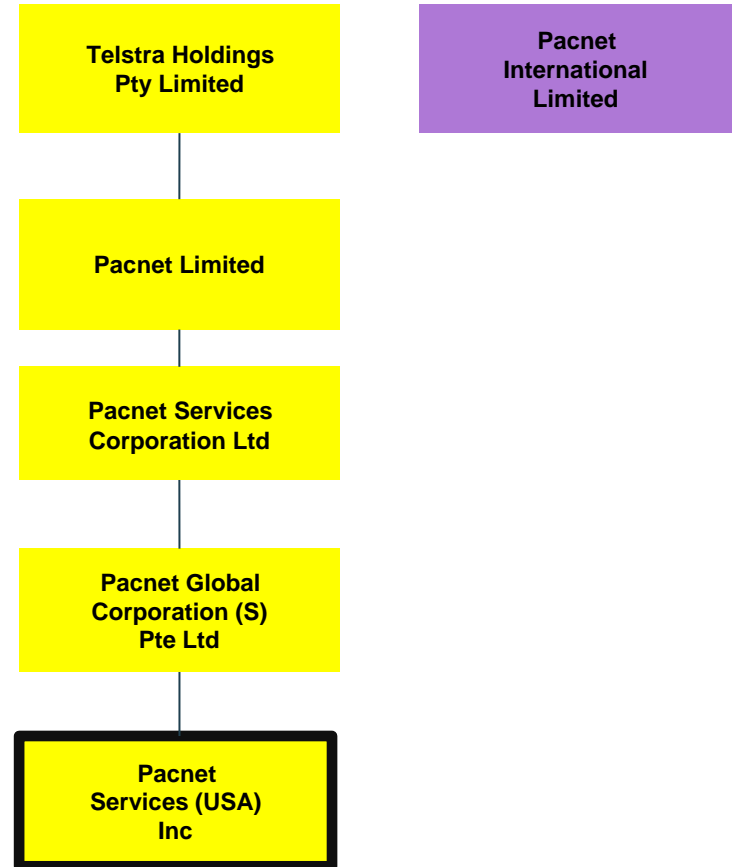 Telstra Holdings
Pty Limited
Pacnet
International
Limited
Pacnet Limited
Pacnet Services
Corporation Ltd
Pacnet Global
Corporation (S)
Pte Ltd
Pacnet
Services (USA)
Inc